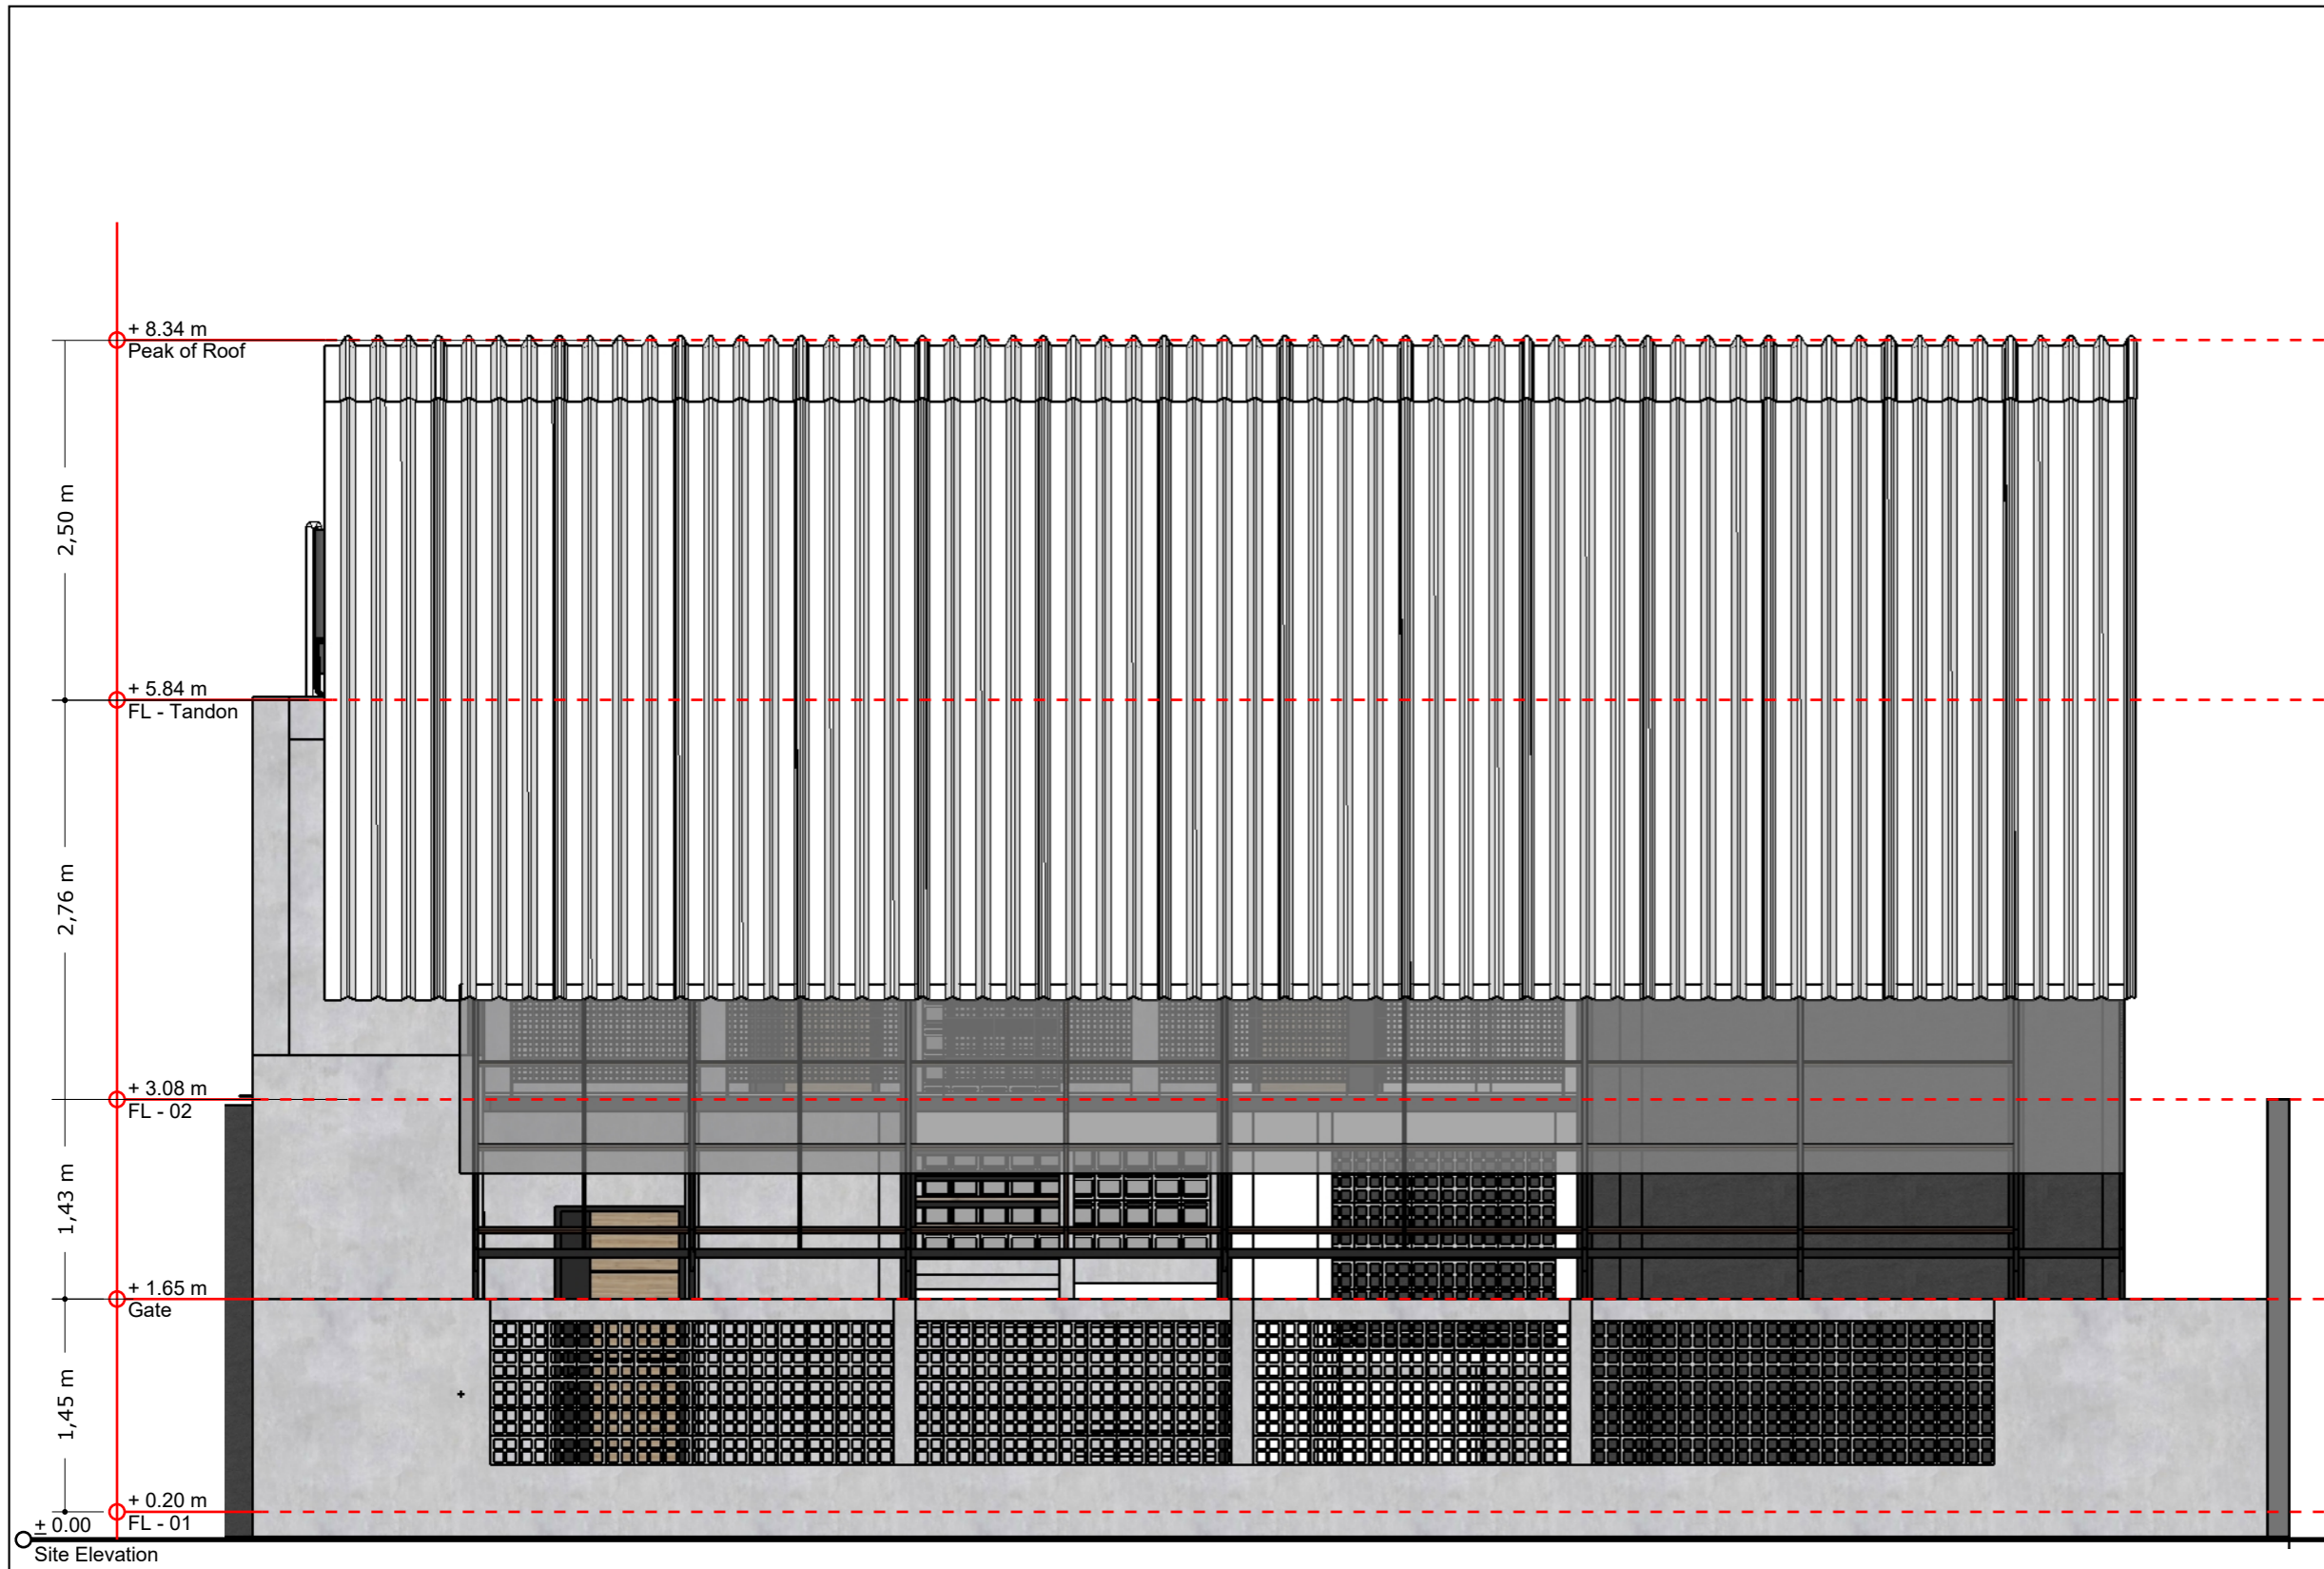 + 8.34 m
Peak of Roof
2,50 m
+ 5.84 m
FL - Tandon
2,76 m
+ 3.08 m
FL - 02
1,43 m
+ 1.65 m
Gate
1,45 m
+ 0.20 m
FL - 01
± 0.00
Site Elevation